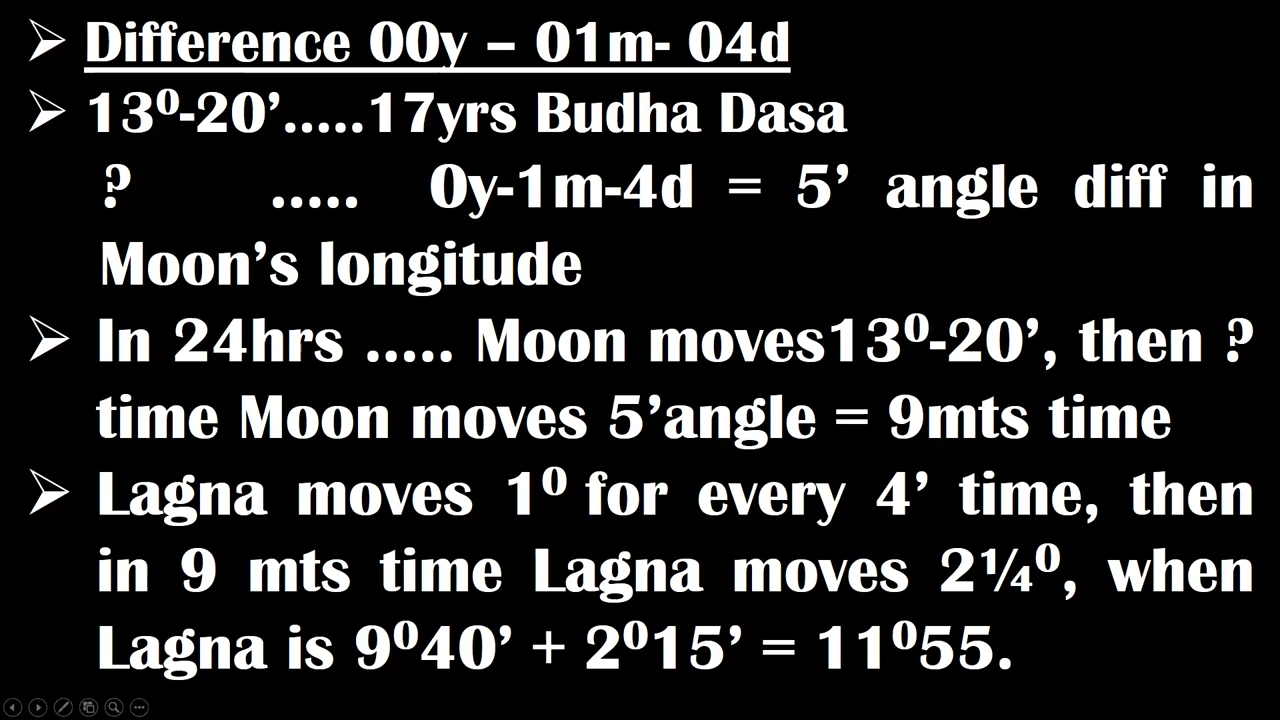 ➢ Difference 00y – 01m- 04d
➢ 13⁰-20’.....17yrs Budha Dasa
? ..... 0y-1m-4d = 5’ angle diff in
Moon’s longitude
➢ In 24hrs ..... Moon moves13⁰-20’, then ?
time Moon moves 5’angle = 9mts time
➢ Lagna moves 1⁰ for every 4’ time, then
in 9 mts time Lagna moves 2¼⁰, when
Lagna is 9⁰40’ + 2⁰15’ = 11⁰55.